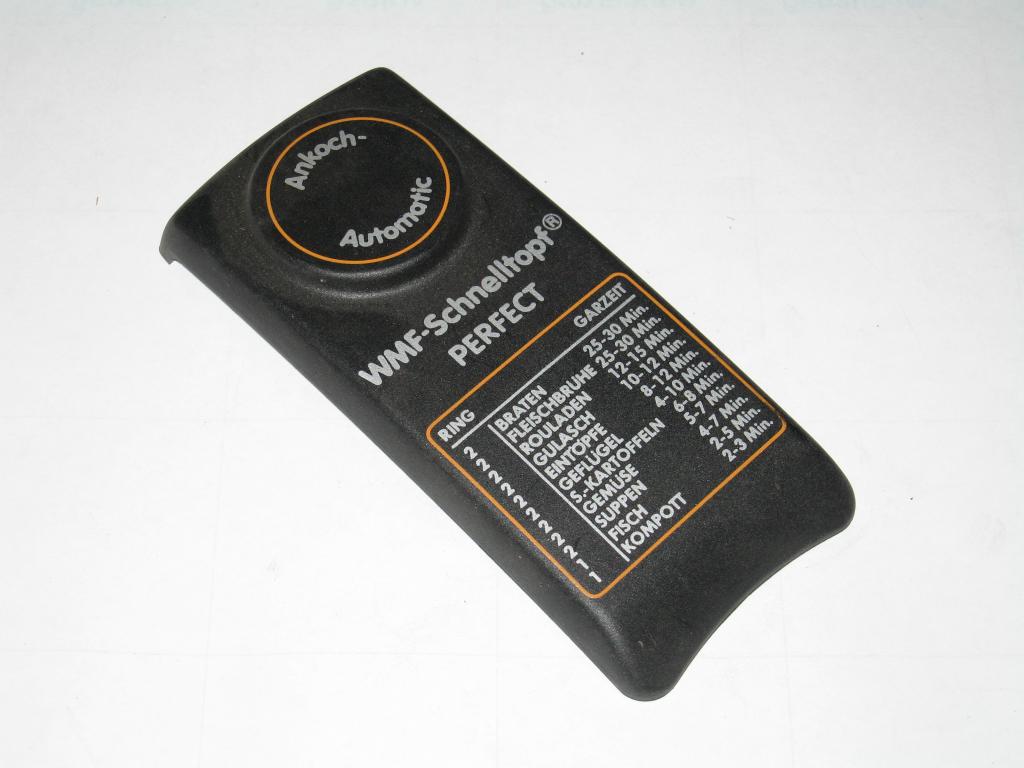 Ankoch-
Automatic
WMF-Schnelltopf®
PERFECT
RING GARZEIT
2 BRATEN 25-30 Min.
2 FLEISCHBRÜHE 25-30 Min.
2 ROULADEN 12-15 Min.
2 GULASCH 10-12 Min.
2 EINTÖPFE 8-12 Min.
2 GEFLÜGEL 4-10 Min.
2 S.-KARTOFFELN 6-8 Min.
2 GEMÜSE 5-7 Min.
2 SUPPEN 4-7 Min.
1 FISCH 2-5 Min.
1 KOMPOTT 2-3 Min.